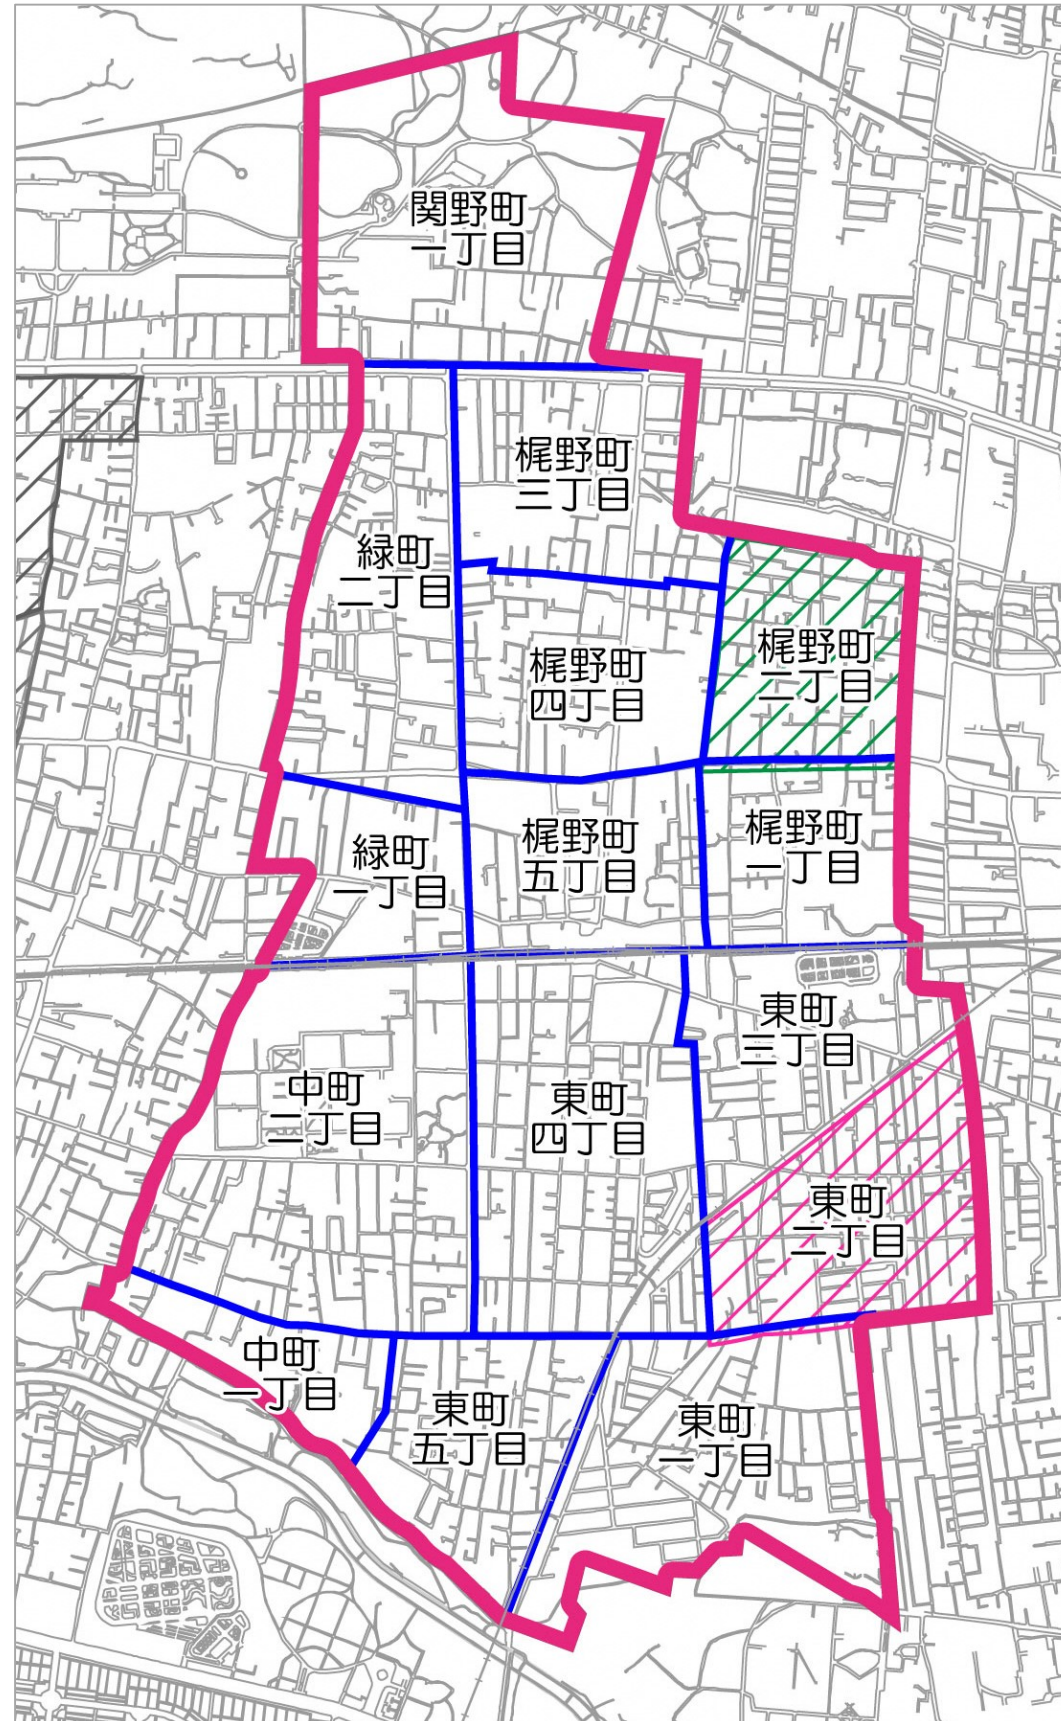 関野町
一丁目
梶野町
三丁目
緑町
二丁目
梶野町
二丁目
梶野町
四丁目
梶野町
一丁目
梶野町
五丁目
緑町
一丁目
東町
三丁目
中町
二丁目
東町
四丁目
東町
二丁目
中町
一丁目
東町
五丁目
東町
一丁目